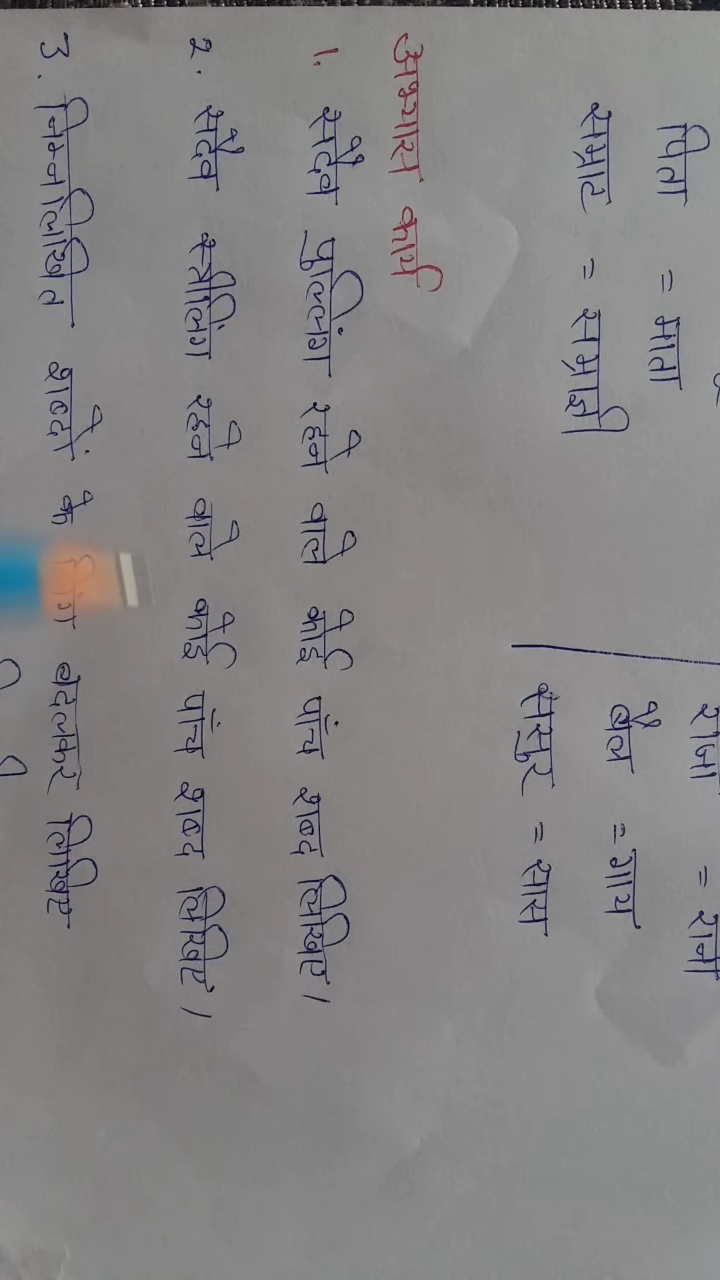 राजा = रानी
पिता = माता
बैल = गाय
सम्राट = सम्राज्ञी
ससुर = सास
अभ्यास कार्य
1. सदैव पुल्लिंग रहने वाले कोई पांच शब्द लिखिए।
2. सदैव स्त्रीलिंग रहने वाले कोई पांच शब्द लिखिए।
3. निम्नलिखित शब्दों के लिंग बदलकर लिखिए